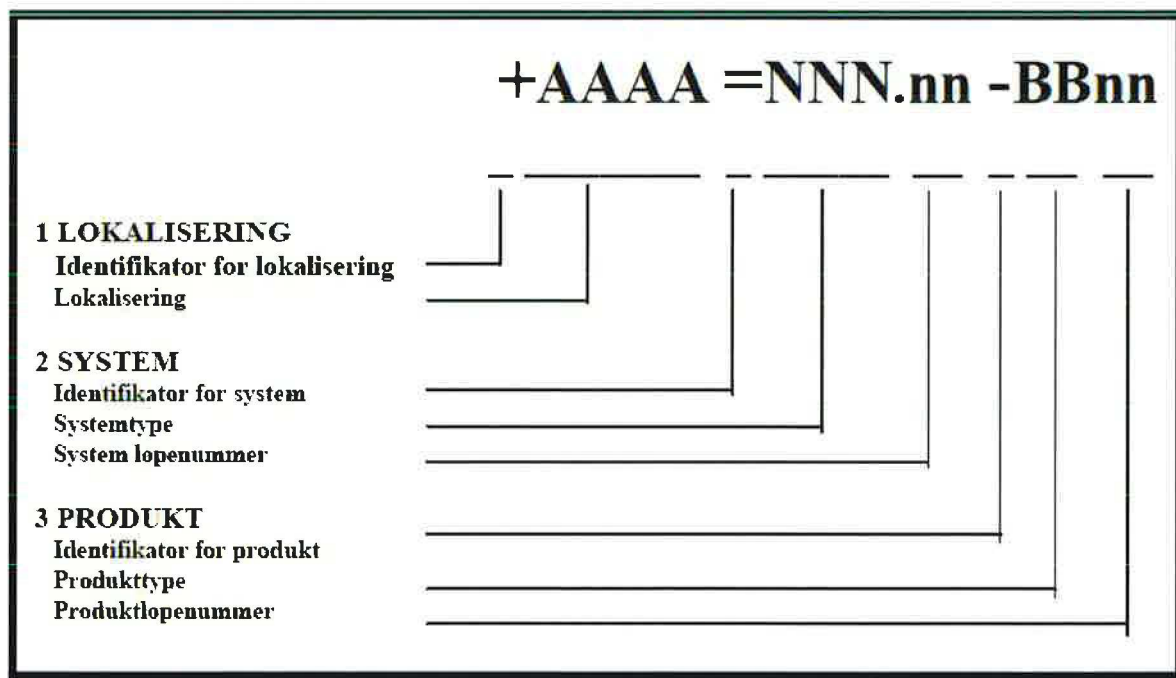 +AAAA =NNN.nn -BBnn
1 LOKALISERING
Identifikator for lokalisering
Lokalisering
2 SYSTEM
Identifikator for system
Systemtype
System lopenummer
3 PRODUKT
Identifikator for produkt
Produkttype
Produktlopenummer